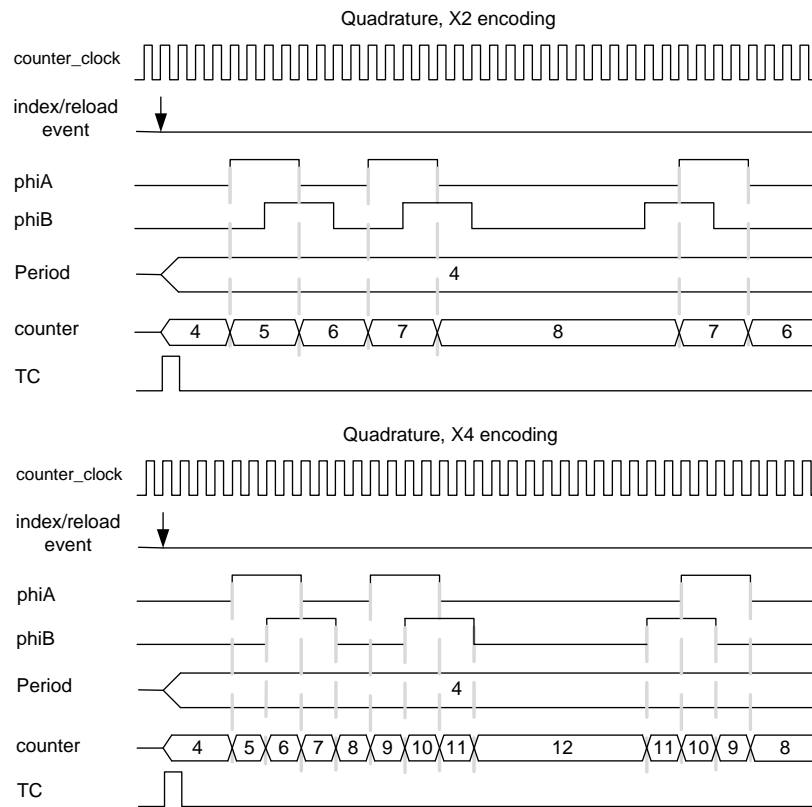 Quadrature, X2 encoding
counter_clock
index/reload
event
phiA
phiB
Period 4
counter 4 5 6 7 8 7 6
TC
Quadrature, X4 encoding
counter_clock
index/reload
event
phiA
phiB
Period 4
counter 4 5 6 7 8 9 10 11 12 11 10 9 8
TC